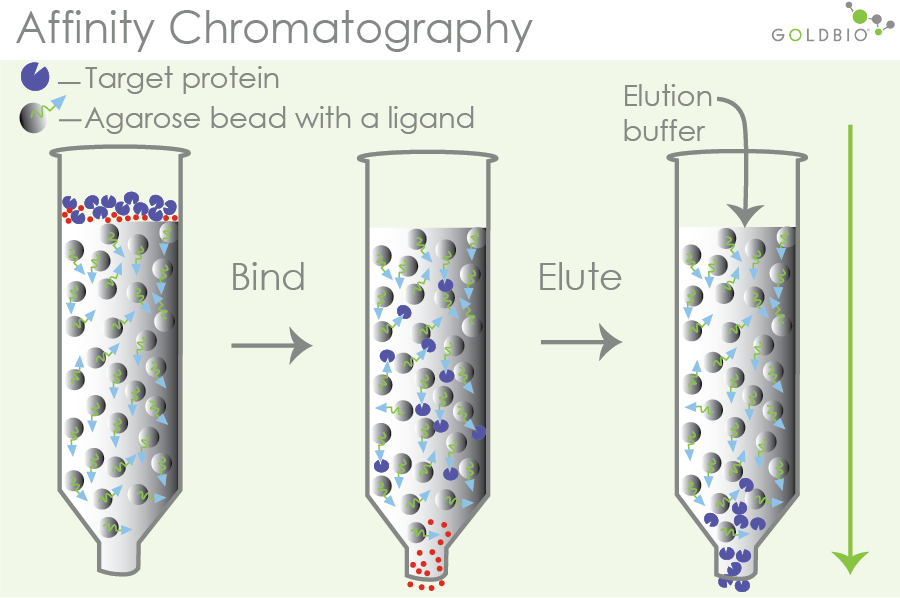 Affinity Chromatography
GOLDBIO
Target protein
Agarose bead with a ligand
Elution
buffer
Bind
Elute